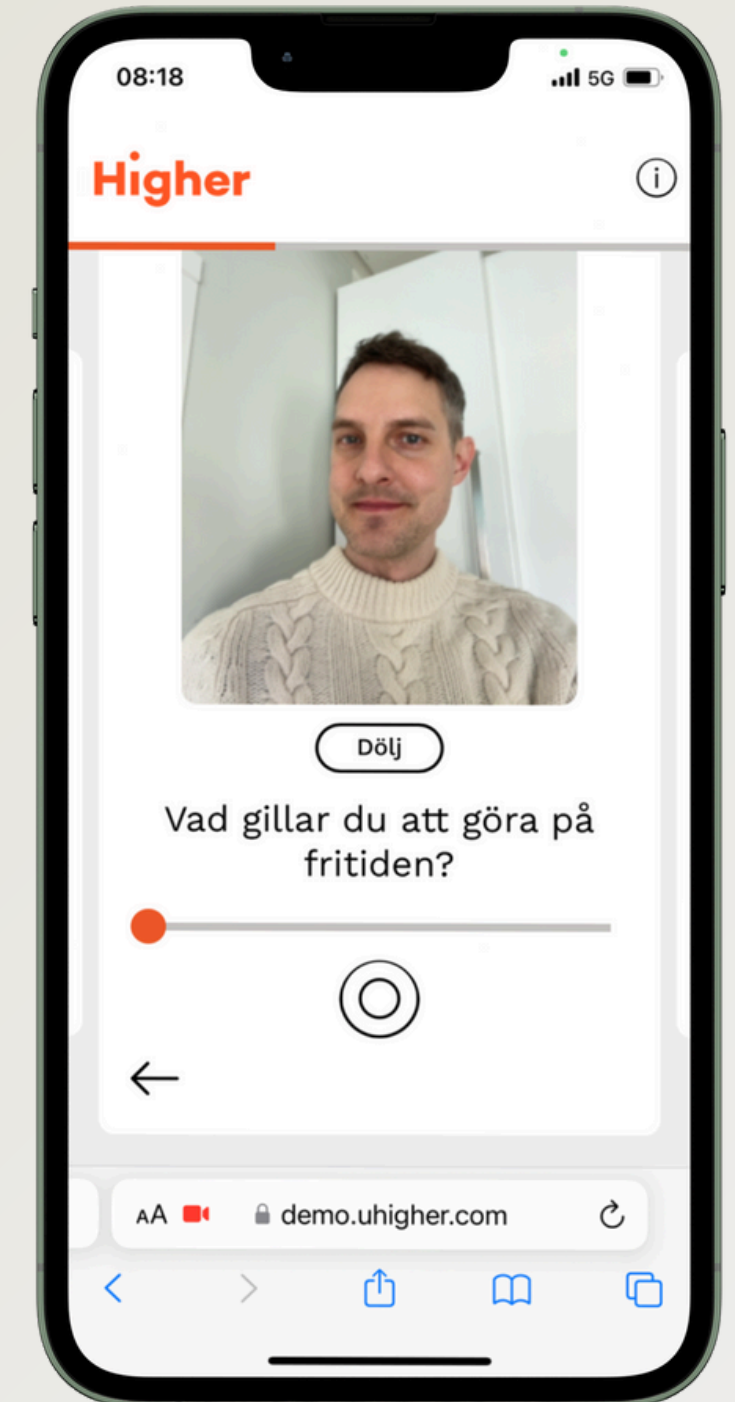 08:18
5G
Higher
i
Dölj
Vad gillar du att göra på
fritiden?
AA
demo.uhigher.com